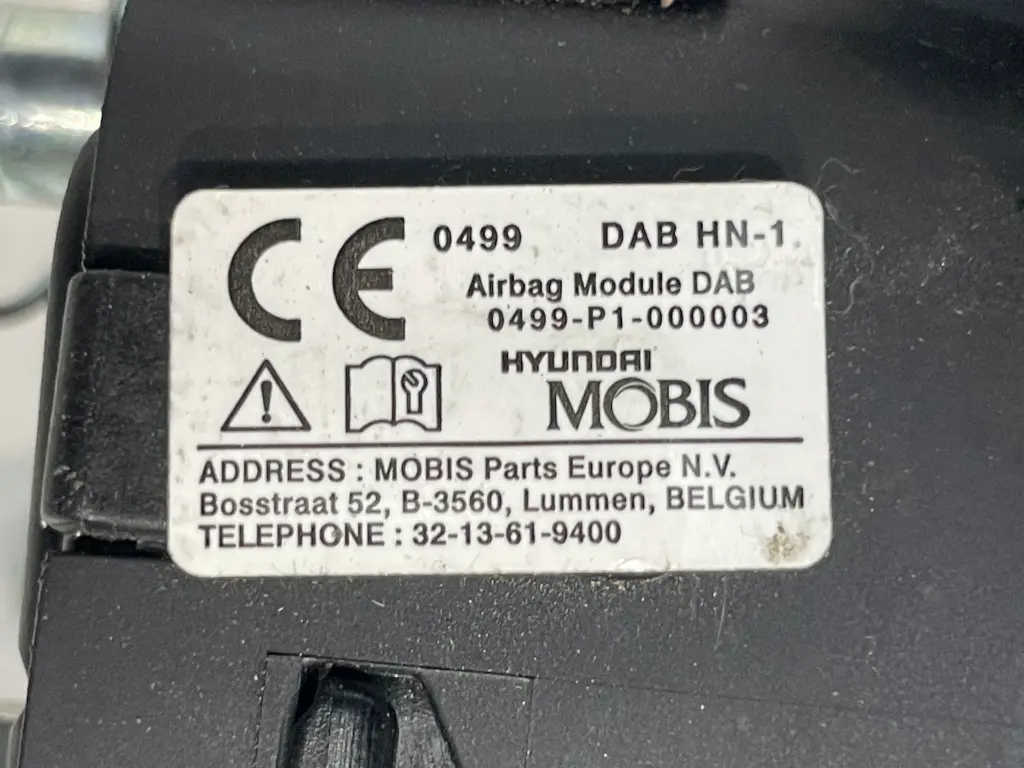 CE 0499 DAB HN-1
Airbag Module DAB
0499-P1-000003
HYUNDAI
MOBIS
ADDRESS : MOBIS Parts Europe N.V.
Bosstraat 52, B-3560, Lummen, BELGIUM
TELEPHONE : 32-13-61-9400